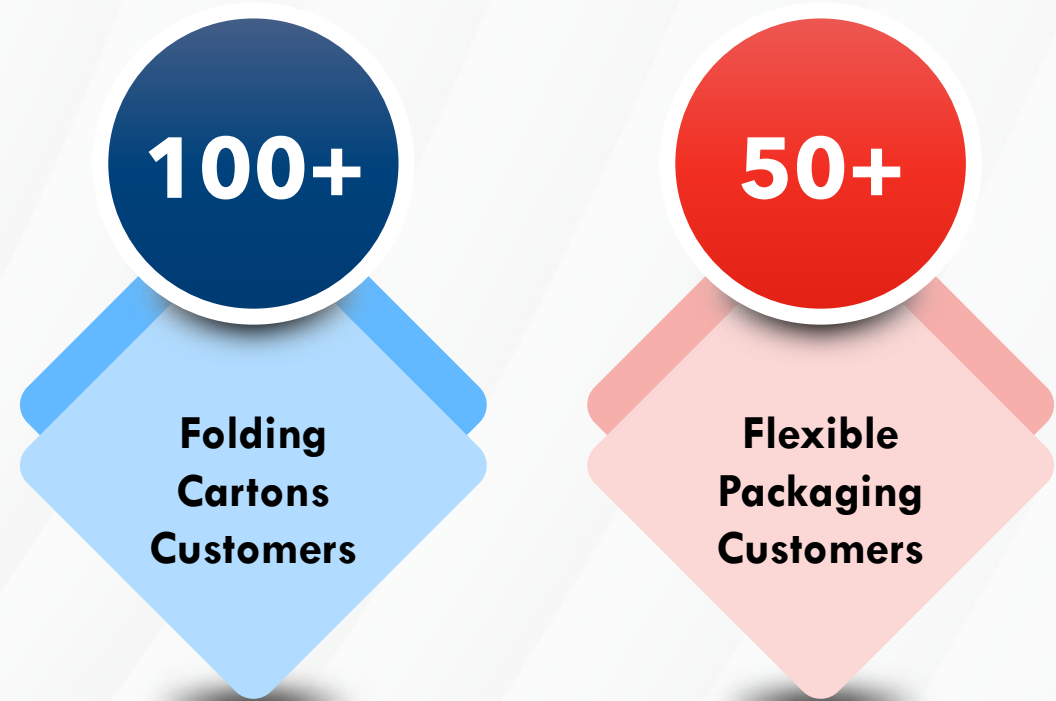 100+
Folding
Cartons
Customers
50+
Flexible
Packaging
Customers